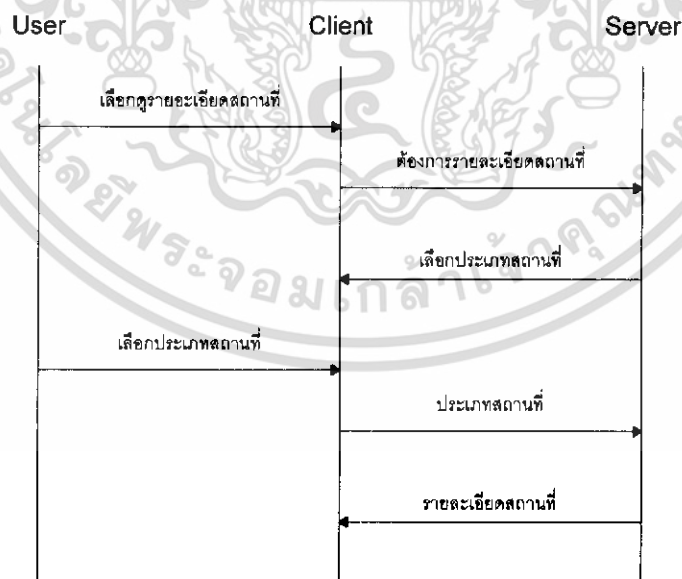 User Client Server
เลือกดูรายละเอียดสถานที่
ต้องการรายละเอียดสถานที่
เลือกประเภทสถานที่
เลือกประเภทสถานที่
ประเภทสถานที่
รายละเอียดสถานที่